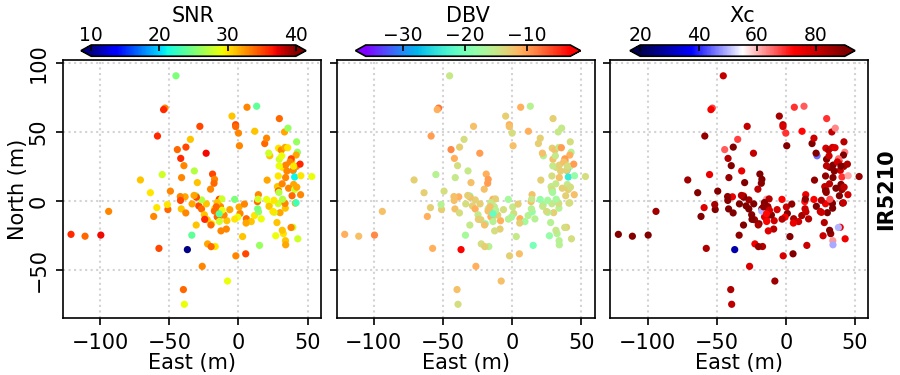 SNR DBV Xc
10 20 30 40 −30 −20 −10 20 40 60 80
100
50
0
−50
North (m)
−100 −50 0 50 −100 −50 0 50 −100 −50 0 50
East (m) East (m) East (m)
IR5210